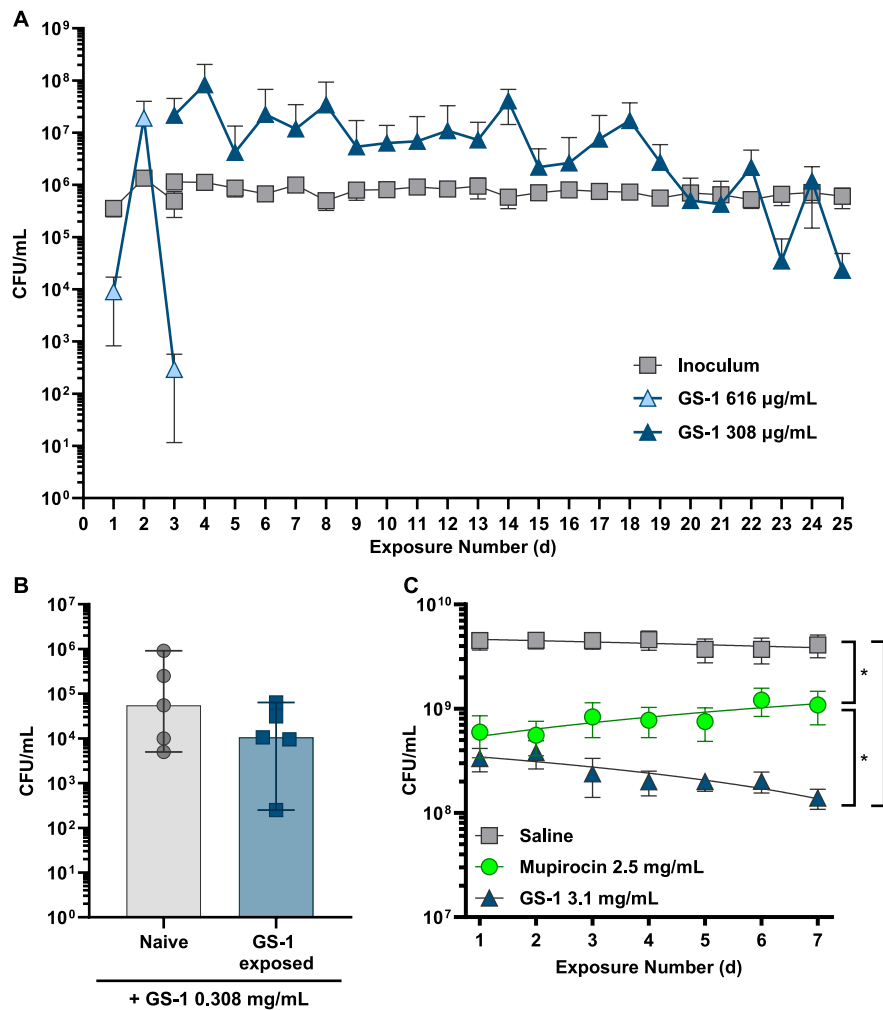 A
10⁹
10⁸
10⁷
10⁶
10⁵
10⁴
10³
10²
10¹
10⁰
CFU/mL
Inoculum
GS-1 616 µg/mL
GS-1 308 µg/mL
0 1 2 3 4 5 6 7 8 9 10 11 12 13 14 15 16 17 18 19 20 21 22 23 24 25
Exposure Number (d)
B
10⁷
10⁶
10⁵
10⁴
10³
10²
10¹
10⁰
CFU/mL
Naive
GS-1
exposed
+ GS-1 0.308 mg/mL
C
10¹⁰
10⁹
10⁸
10⁷
CFU/mL
*
*
Saline
Mupirocin 2.5 mg/mL
GS-1 3.1 mg/mL
1 2 3 4 5 6 7
Exposure Number (d)